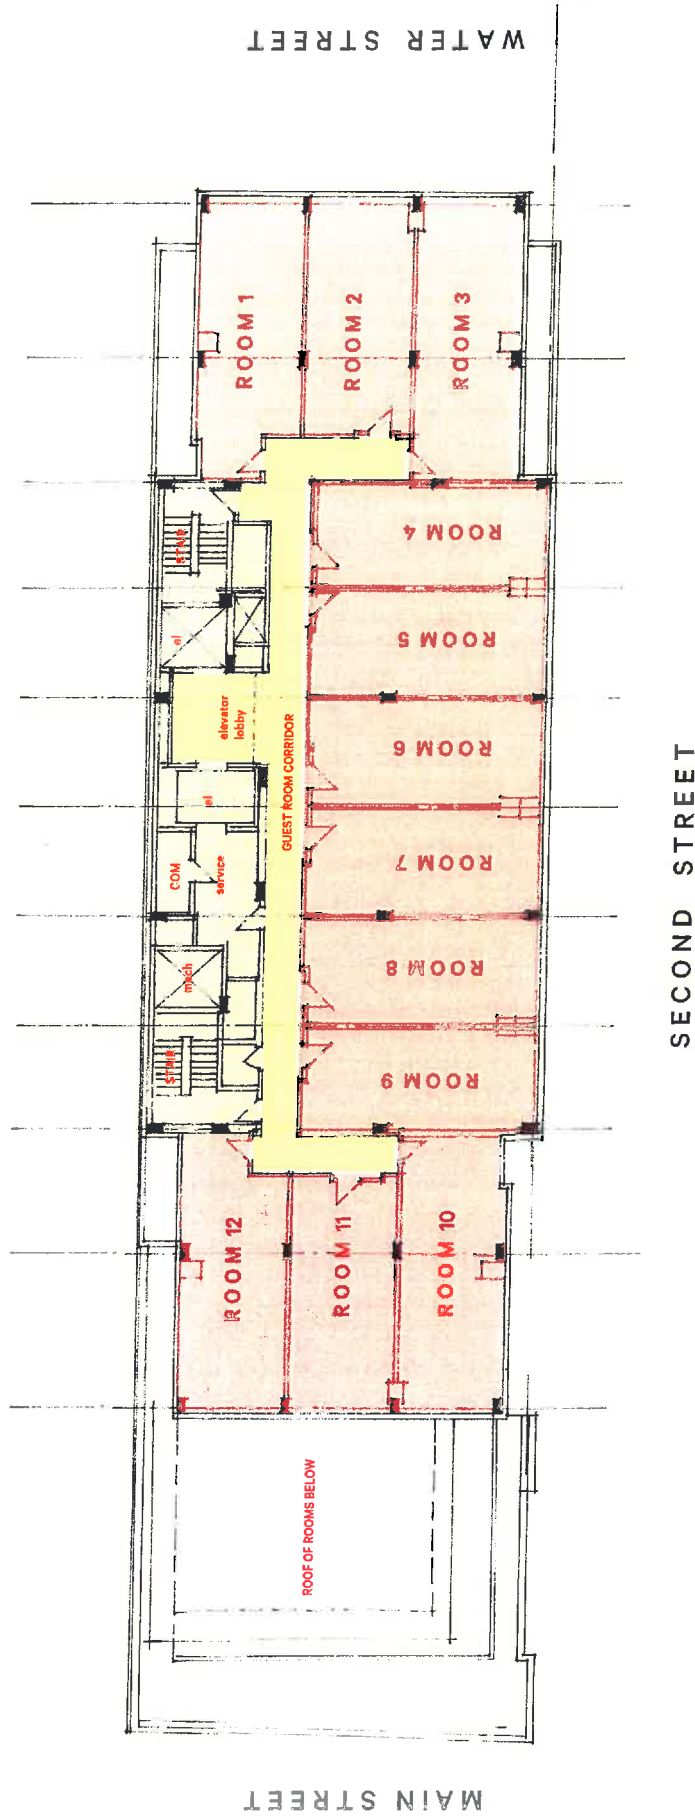 WATER STREET
ROOM 1
ROOM 2
ROOM 3
ROOM 4
STAIR
ROOM 5
el
elevator
lobby
ROOM 6
GUEST ROOM CORRIDOR
el
ROOM 7
COM
service
SECOND STREET
ROOM 8
mech
ROOM 9
STAIR
ROOM 12
ROOM 11
ROOM 10
ROOF OF ROOMS BELOW
MAIN STREET